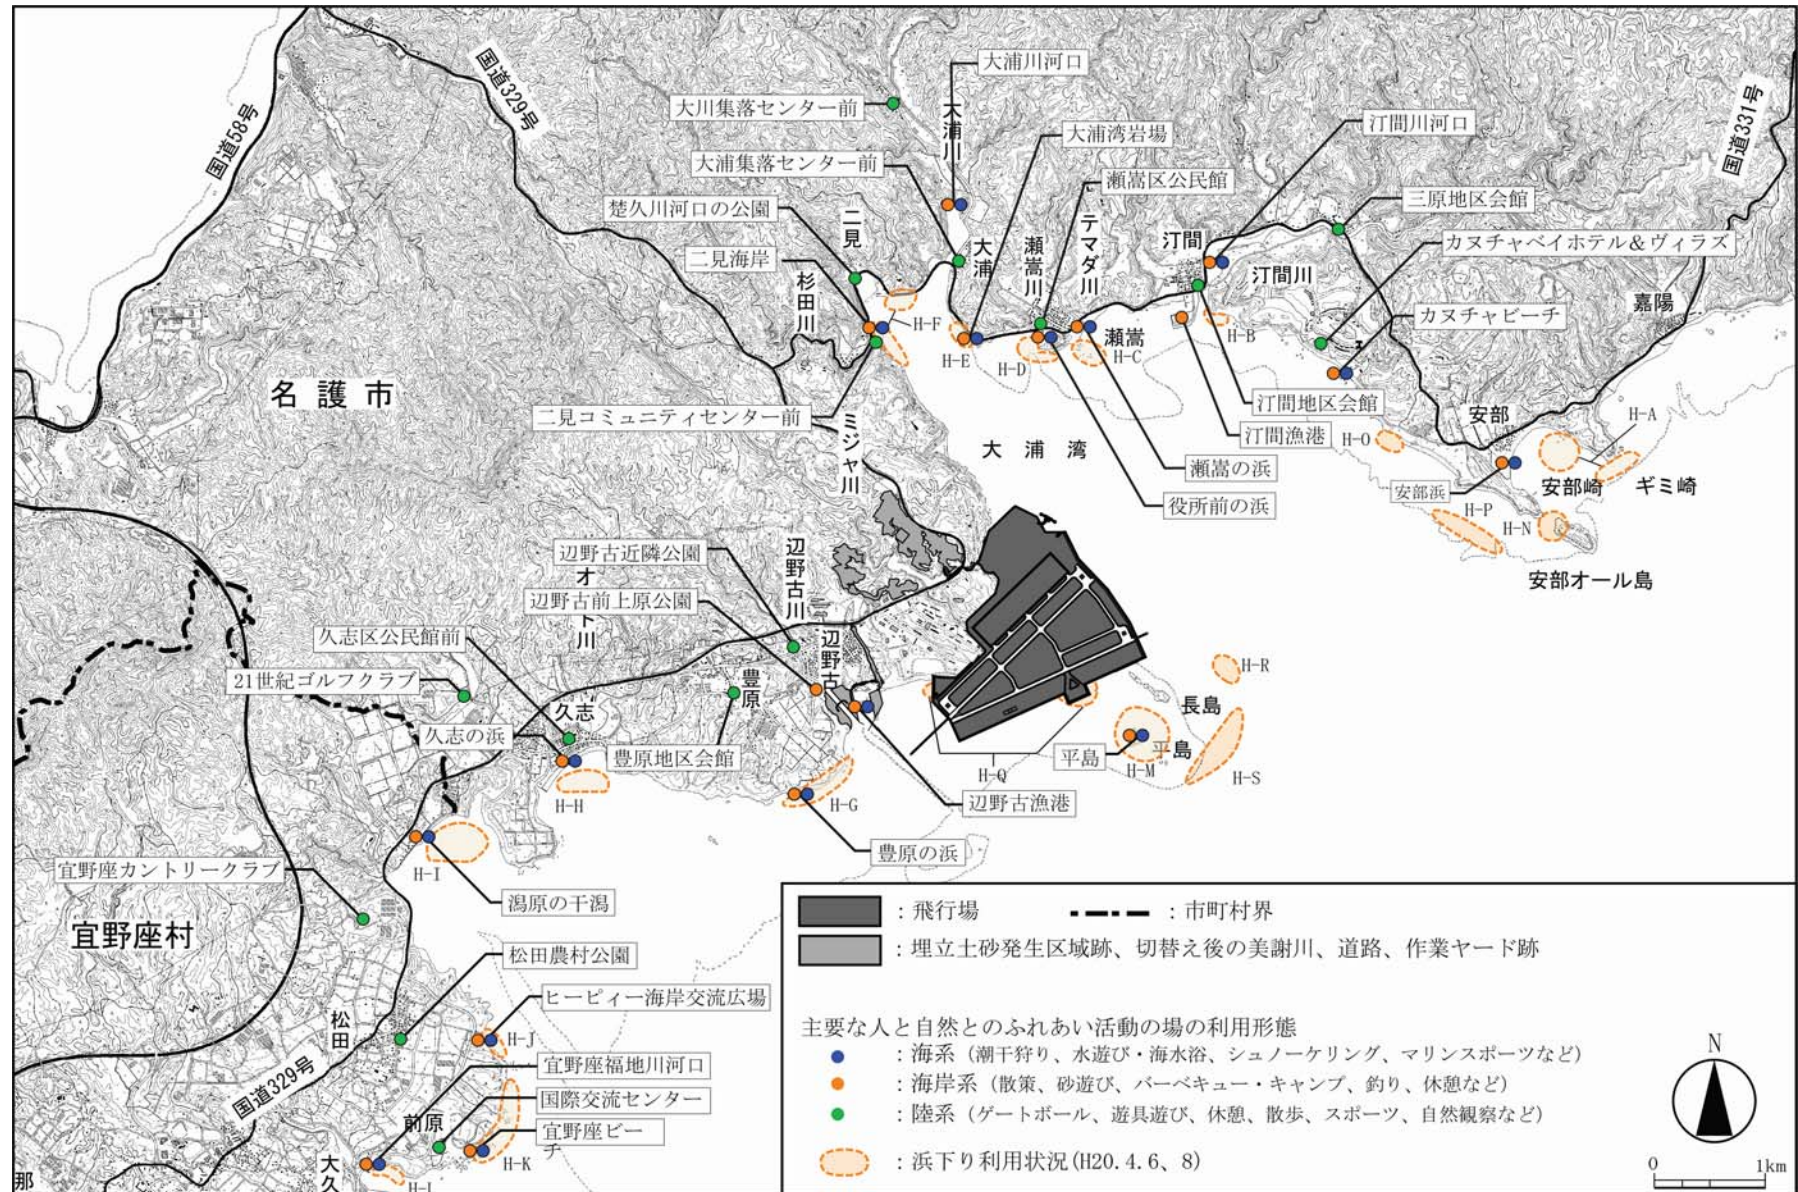 国道58号
国道329号
国道331号
大浦川河口
大川集落センター前
大浦川
大浦湾岩場
汀間川河口
大浦集落センター前
瀬嵩区公民館
三原地区会館
楚久川河口の公園
二見
テマダ川
汀間
カヌチャベイホテル＆ヴィラズ
二見海岸
大浦
瀬嵩川
汀間川
杉田川
嘉陽
カヌチャビーチ
H-F
H-B
瀬嵩
H-E
H-D
H-C
名護市
汀間地区会館
安部
H-A
二見コミュニティセンター前
ミジャ川
汀間漁港
H-O
大浦湾
瀬嵩の浜
安部浜
安部崎
ギミ崎
役所前の浜
H-P
H-N
安部オール島
辺野古近隣公園
辺野古川
辺野古前上原公園
久志区公民館前
辺野古
21世紀ゴルフクラブ
豊原
H-R
長島
久志
久志の浜
豊原地区会館
平島
平島
H-M
H-Q
H-S
H-H
H-G
辺野古漁港
豊原の浜
宜野座カントリークラブ
H-I
潟原の干潟
宜野座村
松田農村公園
ヒーピィー海岸交流広場
松田
H-J
宜野座福地川河口
国道329号
国際交流センター
前原
宜野座ビーチ
H-K
：飛行場
：市町村界
：埋立土砂発生区域跡、切替え後の美謝川、道路、作業ヤード跡
主要な人と自然とのふれあい活動の場の利用形態
：海系（潮干狩り、水遊び・海水浴、シュノーケリング、マリンスポーツなど）
：海岸系（散策、砂遊び、バーベキュー・キャンプ、釣り、休憩など）
：陸系（ゲートボール、遊具遊び、休憩、散歩、スポーツ、自然観察など）
：浜下り利用状況(H20.4.6、8)
N
0
1km